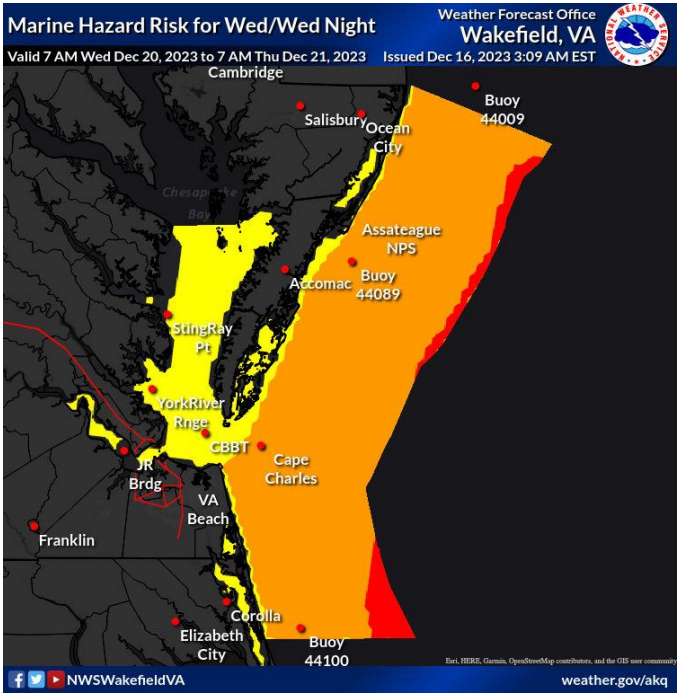 Marine Hazard Risk for Wed/Wed Night
Valid 7 AM Wed Dec 20, 2023 to 7 AM Thu Dec 21, 2023
Weather Forecast Office
Wakefield, VA
Issued Dec 16, 2023 3:09 AM EST
NATIONAL WEATHER SERVICE
Cambridge
Buoy
44009
Salisbury
Ocean
City
Chesapeake
Bay
Assateague
NPS
Accomac
Buoy
44089
StingRay
Pt
YorkRiver
Rnge
CBBT
JR
Brdg
Cape
Charles
VA
Beach
Franklin
Corolla
Elizabeth
City
Buoy
44100
Esri, HERE, Garmin, OpenStreetMap contributors, and the GIS user community
NWSWakefieldVA
weather.gov/akq